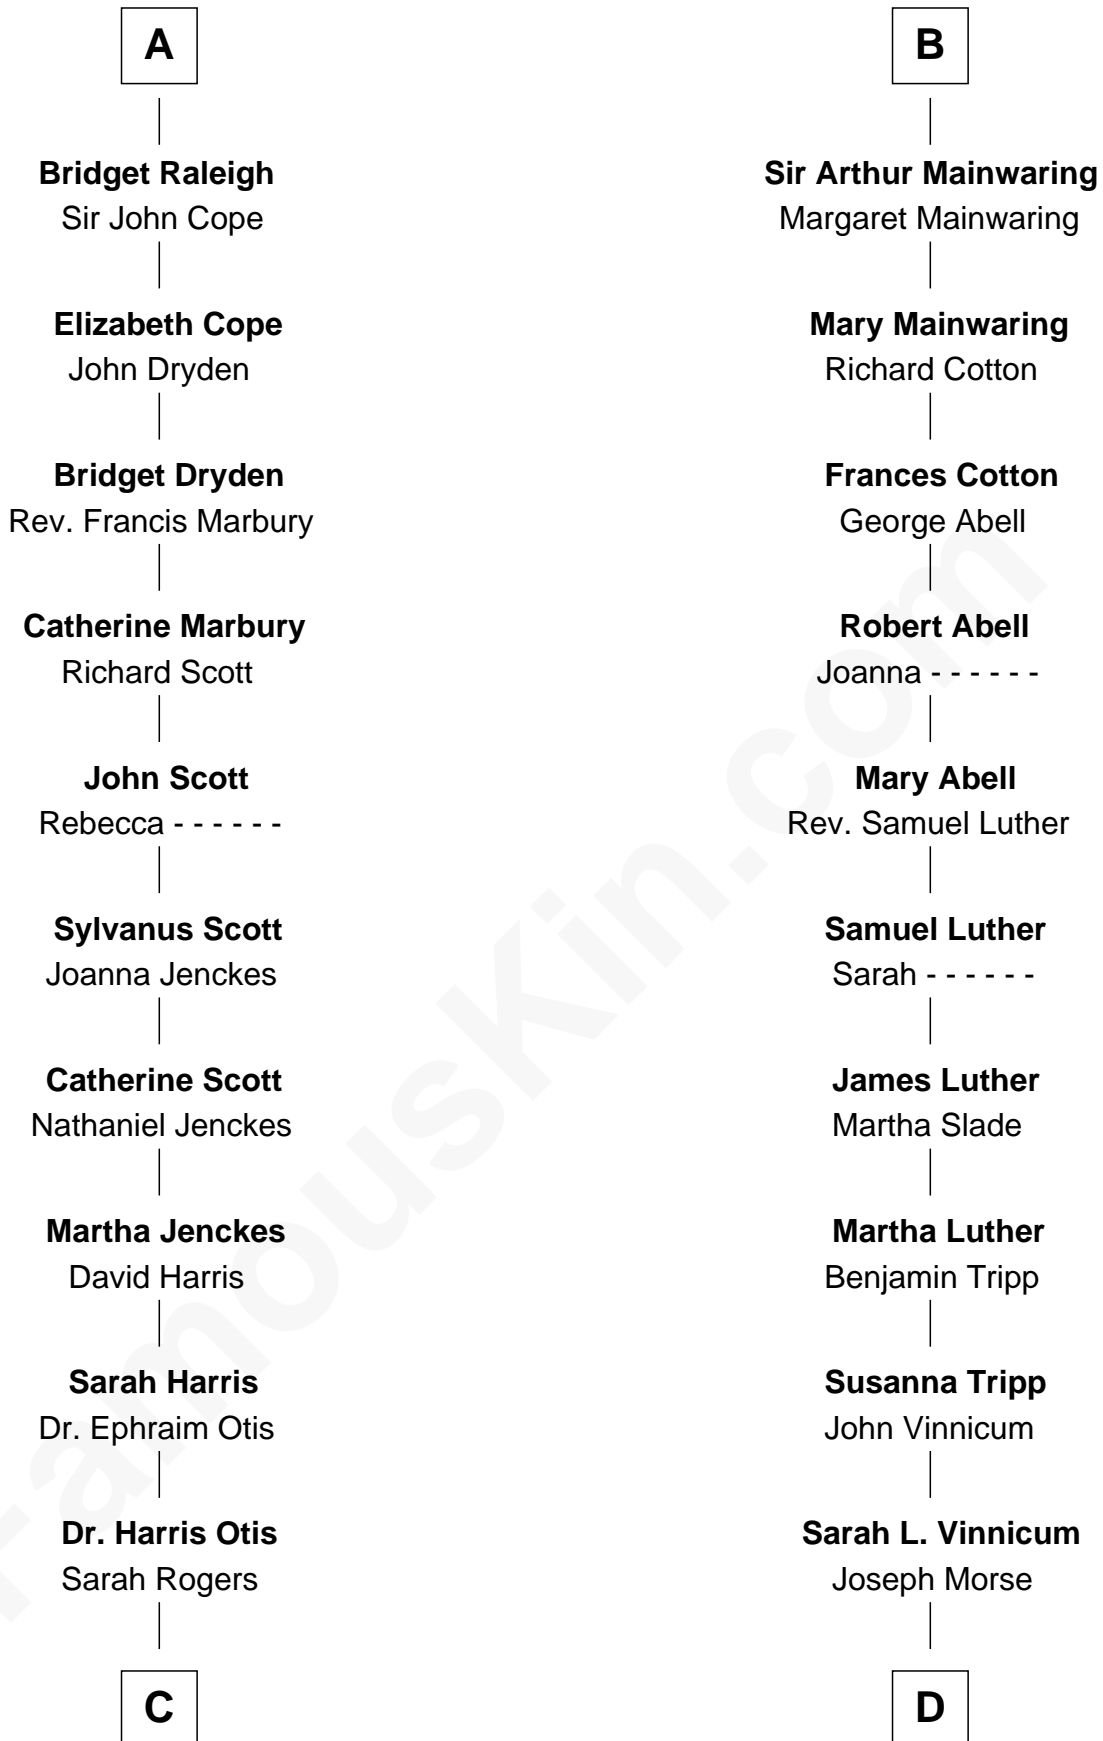 A
Bridget Raleigh
Sir John Cope
Elizabeth Cope
John Dryden
Bridget Dryden
Rev. Francis Marbury
Catherine Marbury
Richard Scott
John Scott
Rebecca - - - - - -
Sylvanus Scott
Joanna Jenckes
Catherine Scott
Nathaniel Jenckes
Martha Jenckes
David Harris
Sarah Harris
Dr. Ephraim Otis
Dr. Harris Otis
Sarah Rogers
C
B
Sir Arthur Mainwaring
Margaret Mainwaring
Mary Mainwaring
Richard Cotton
Frances Cotton
George Abell
Robert Abell
Joanna - - - - - -
Mary Abell
Rev. Samuel Luther
Samuel Luther
Sarah - - - - - -
James Luther
Martha Slade
Martha Luther
Benjamin Tripp
Susanna Tripp
John Vinnicum
Sarah L. Vinnicum
Joseph Morse
D
FamousKin.com